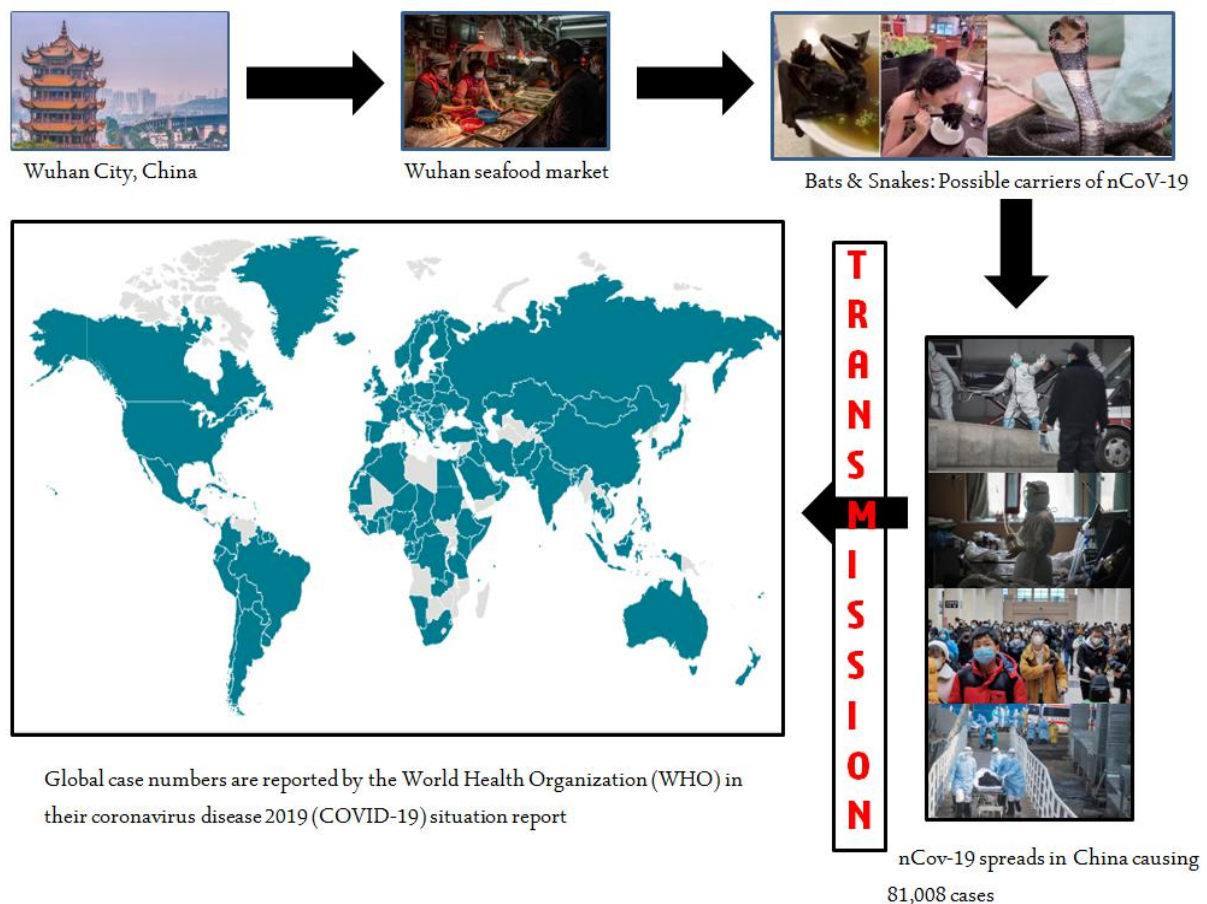 Wuhan City, China
Wuhan seafood market
Bats & Snakes: Possible carriers of nCoV-19
TRANSMISSION
nCov-19 spreads in China causing
81,008 cases
Global case numbers are reported by the World Health Organization (WHO) in
their coronavirus disease 2019 (COVID-19) situation report